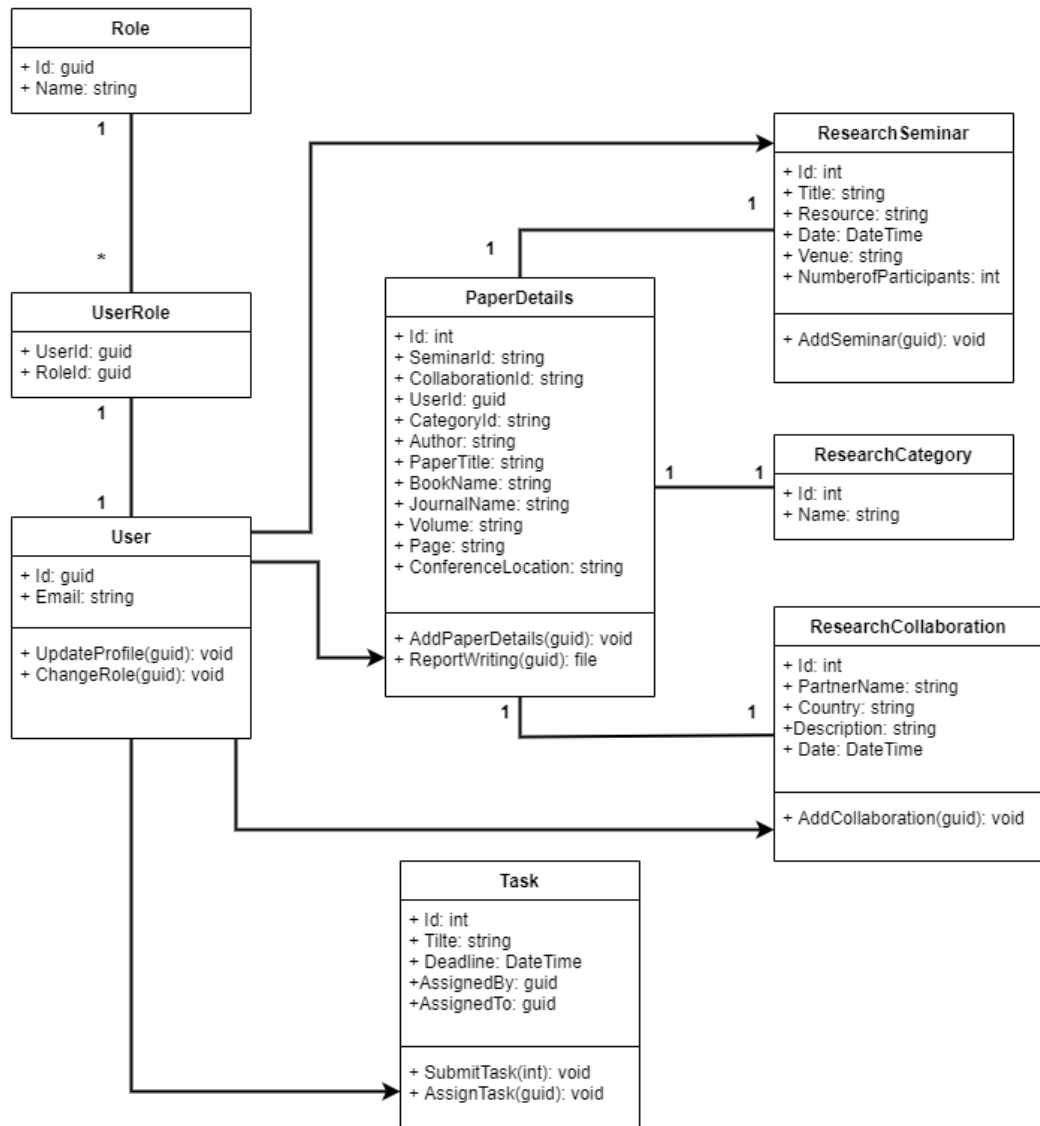 Role
+ Id: guid
+ Name: string
1
*
UserRole
+ UserId: guid
+ RoleId: guid
1
1
User
+ Id: guid
+ Email: string
+ UpdateProfile(guid): void
+ ChangeRole(guid): void
1
1
PaperDetails
+ Id: int
+ SeminarId: string
+ CollaborationId: string
+ UserId: guid
+ CategoryId: string
+ Author: string
+ PaperTitle: string
+ BookName: string
+ JournalName: string
+ Volume: string
+ Page: string
+ ConferenceLocation: string
+ AddPaperDetails(guid): void
+ ReportWriting(guid): file
1
1
1
1
ResearchSeminar
+ Id: int
+ Title: string
+ Resource: string
+ Date: DateTime
+ Venue: string
+ NumberofParticipants: int
+ AddSeminar(guid): void
ResearchCategory
+ Id: int
+ Name: string
ResearchCollaboration
+ Id: int
+ PartnerName: string
+ Country: string
+Description: string
+ Date: DateTime
+ AddCollaboration(guid): void
Task
+ Id: int
+ Tilte: string
+ Deadline: DateTime
+AssignedBy: guid
+AssignedTo: guid
+ SubmitTask(int): void
+ AssignTask(guid): void